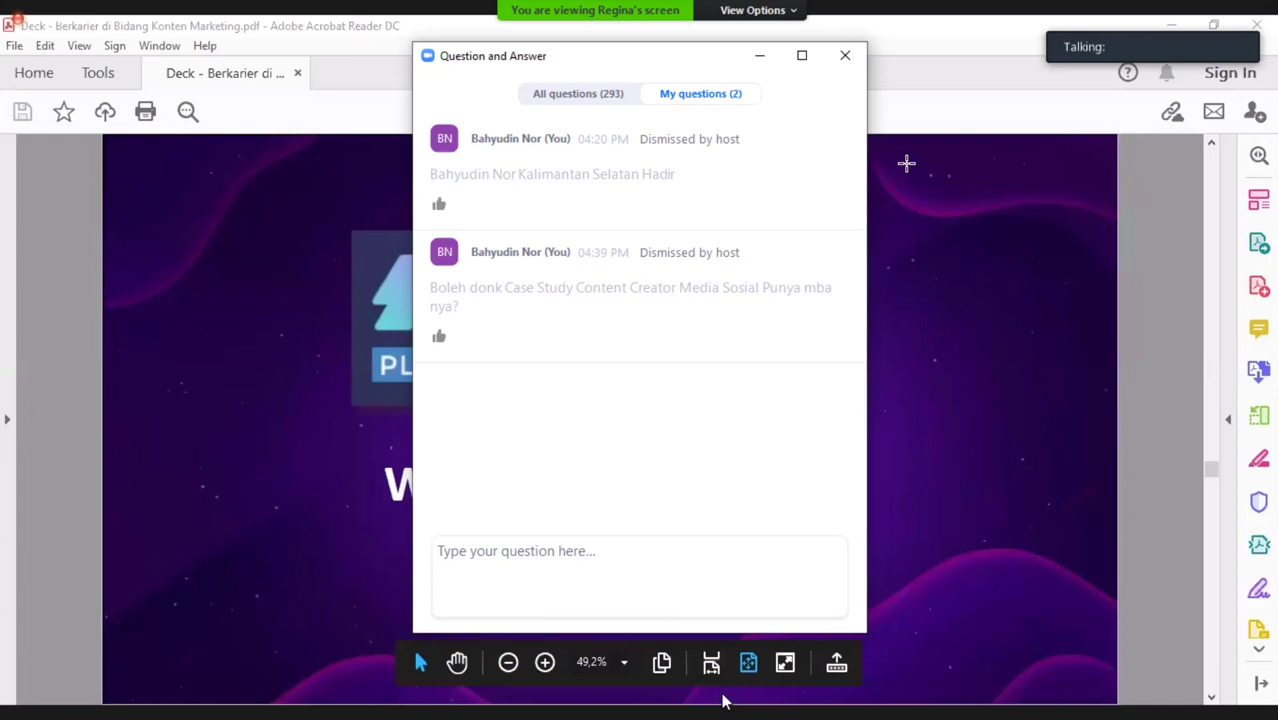 You are viewing Regina's screen
View Options
Deck - Berkarier di Bidang Konten Marketing.pdf - Adobe Acrobat Reader DC
Talking:
File Edit View Sign Window Help
Home Tools Deck - Berkarier di ...
Sign In
Question and Answer
All questions (293) My questions (2)
BN Bahyudin Nor (You) 04:20 PM Dismissed by host
Bahyudin Nor Kalimantan Selatan Hadir
BN Bahyudin Nor (You) 04:39 PM Dismissed by host
Boleh donk Case Study Content Creator Media Sosial Punya mba
nya?
PL
W
Type your question here...
49,2%